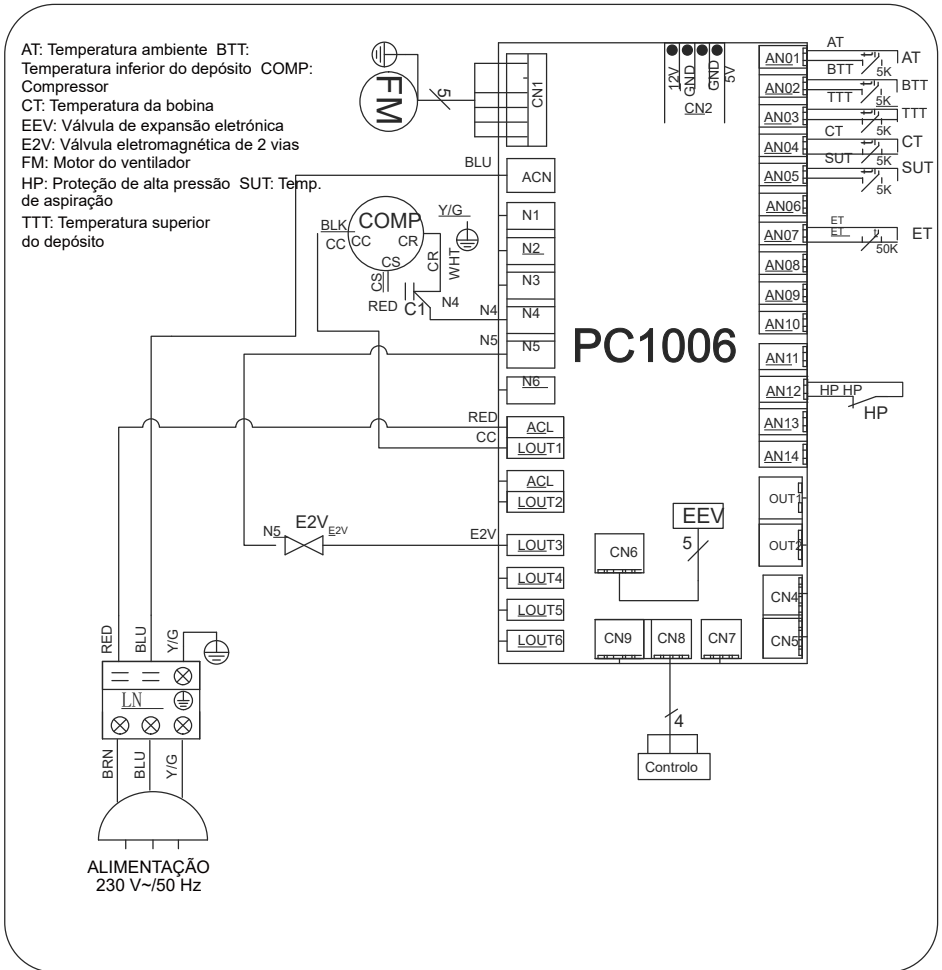 AT: Temperatura ambiente BTT:
Temperatura inferior do depósito COMP:
Compressor
CT: Temperatura da bobina
EEV: Válvula de expansão eletrónica
E2V: Válvula eletromagnética de 2 vias
FM: Motor do ventilador
HP: Proteção de alta pressão SUT: Temp.
de aspiração
TTT: Temperatura superior
do depósito
FM
5
CN1
12V
GND
GND
5V
CN2
BLU
ACN
N1
N2
N3
N4
N5
N6
RED
ACL
CC
LOUT1
ACL
LOUT2
E2V
LOUT3
LOUT4
LOUT5
LOUT6
BLK
CC
CC
COMP
CR
CS
CS
RED
C1
CR
WHT
Y/G
N4
N4
N5
N5
E2V
E2V
PC1006
AN01
AT
AT
5K
AN02
BTT
BTT
5K
AN03
TTT
TTT
5K
AN04
CT
CT
5K
AN05
SUT
SUT
5K
AN06
AN07
ET
ET
ET
50K
AN08
AN09
AN10
AN11
AN12
HP HP
HP
AN13
AN14
OUT1
OUT2
CN4
CN5
EEV
5
CN6
CN9
CN8
CN7
4
Controlo
RED
BLU
Y/G
LN
BRN
BLU
Y/G
ALIMENTAÇÃO
230 V~/50 Hz